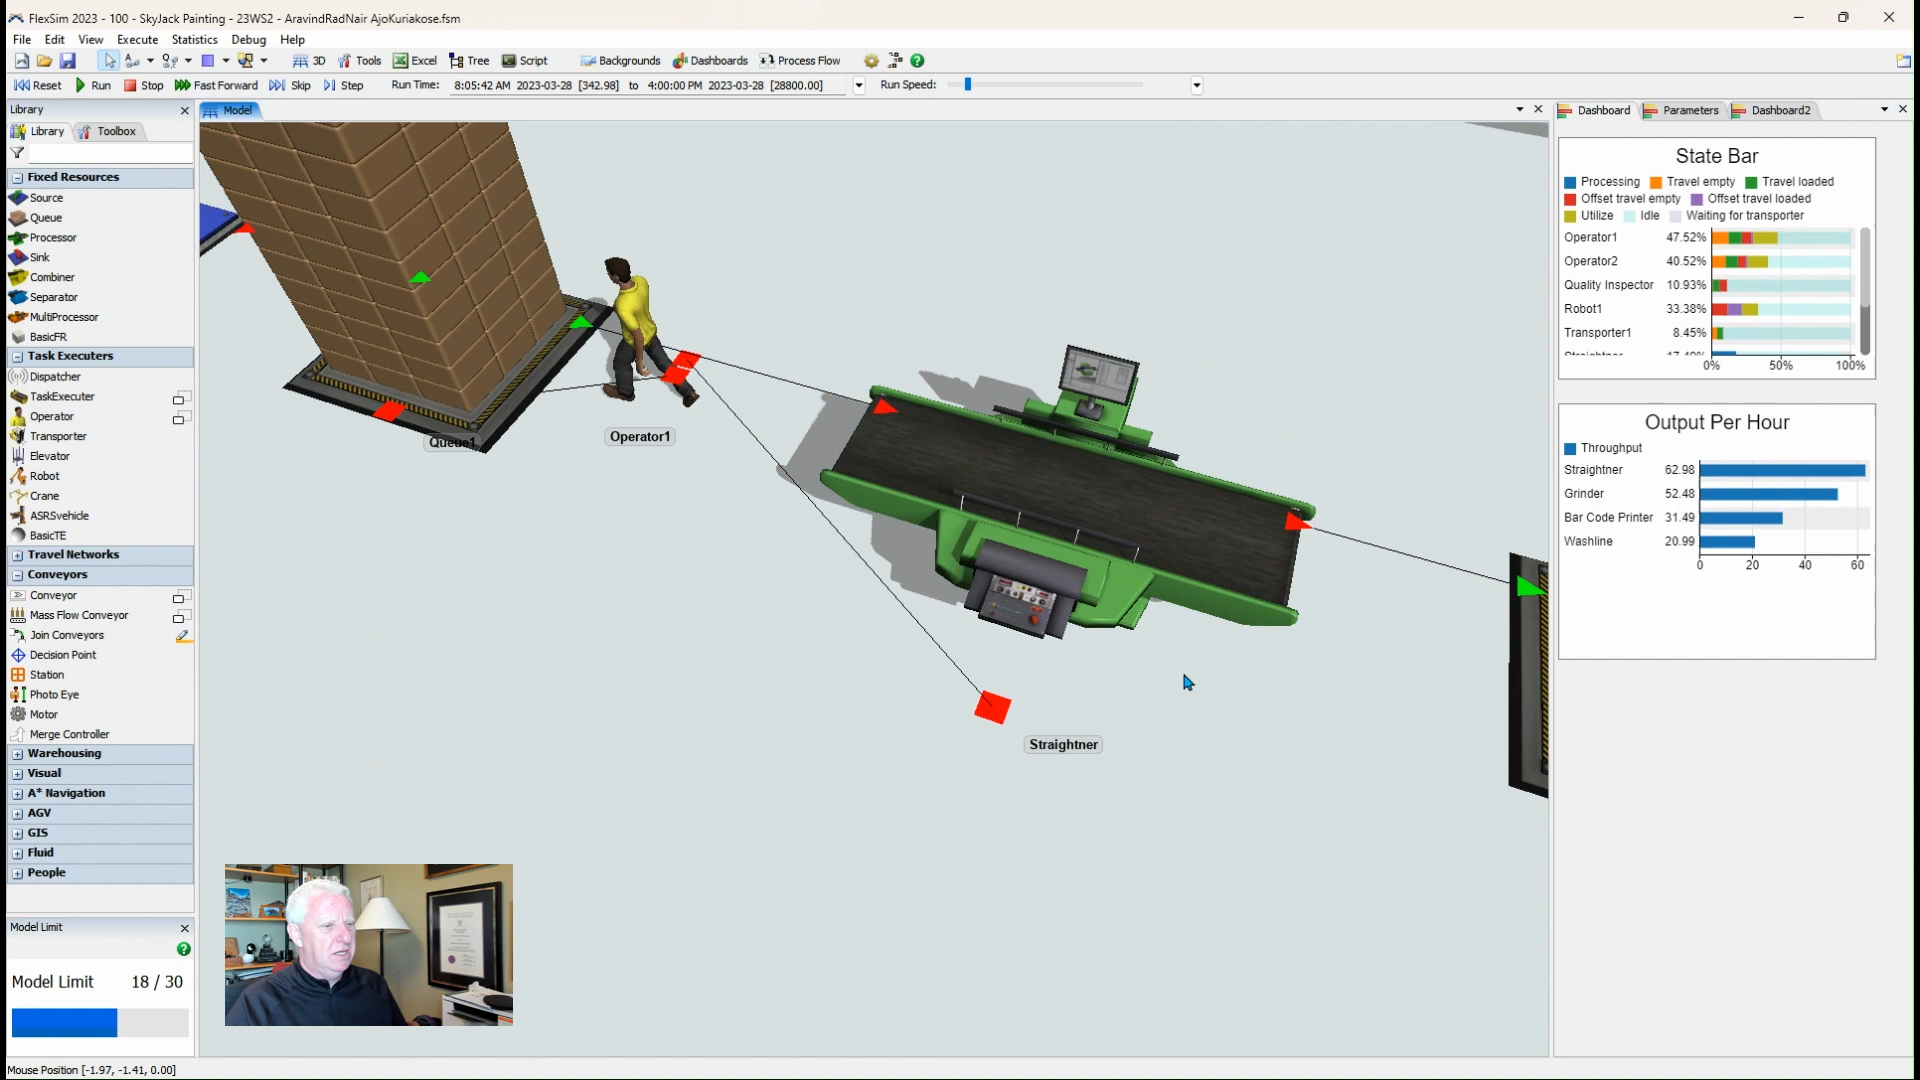 FlexSim 2023 - 100 - SkyJack Painting - 23WS2 - AravindRadNair AjoKuriakose.fsm
File Edit View Execute Statistics Debug Help
3D Tools Excel Tree Script Backgrounds Dashboards Process Flow
Reset Run Stop Fast Forward Skip Step Run Time: 8:05:42 AM 2023-03-28 [342.98] to 4:00:00 PM 2023-03-28 [28800.00] Run Speed:
Library
Library Toolbox
Fixed Resources
Source
Queue
Processor
Sink
Combiner
Separator
MultiProcessor
BasicFR
Task Executers
Dispatcher
TaskExecuter
Operator
Transporter
Elevator
Robot
Crane
ASRSvehicle
BasicTE
Travel Networks
Conveyors
Conveyor
Mass Flow Conveyor
Join Conveyors
Decision Point
Station
Photo Eye
Motor
Merge Controller
Warehousing
Visual
A* Navigation
AGV
GIS
Fluid
People
Model Limit
Model Limit 18 / 30
Mouse Position [-1.97, -1.41, 0.00]
Model
Queue1
Operator1
Straightner
Dashboard Parameters Dashboard2
State Bar
Processing Travel empty Travel loaded
Offset travel empty Offset travel loaded
Utilize Idle Waiting for transporter
Operator1 47.52%
Operator2 40.52%
Quality Inspector 10.93%
Robot1 33.38%
Transporter1 8.45%
0% 50% 100%
Output Per Hour
Throughput
Straightner 62.98
Grinder 52.48
Bar Code Printer 31.49
Washline 20.99
0 20 40 60